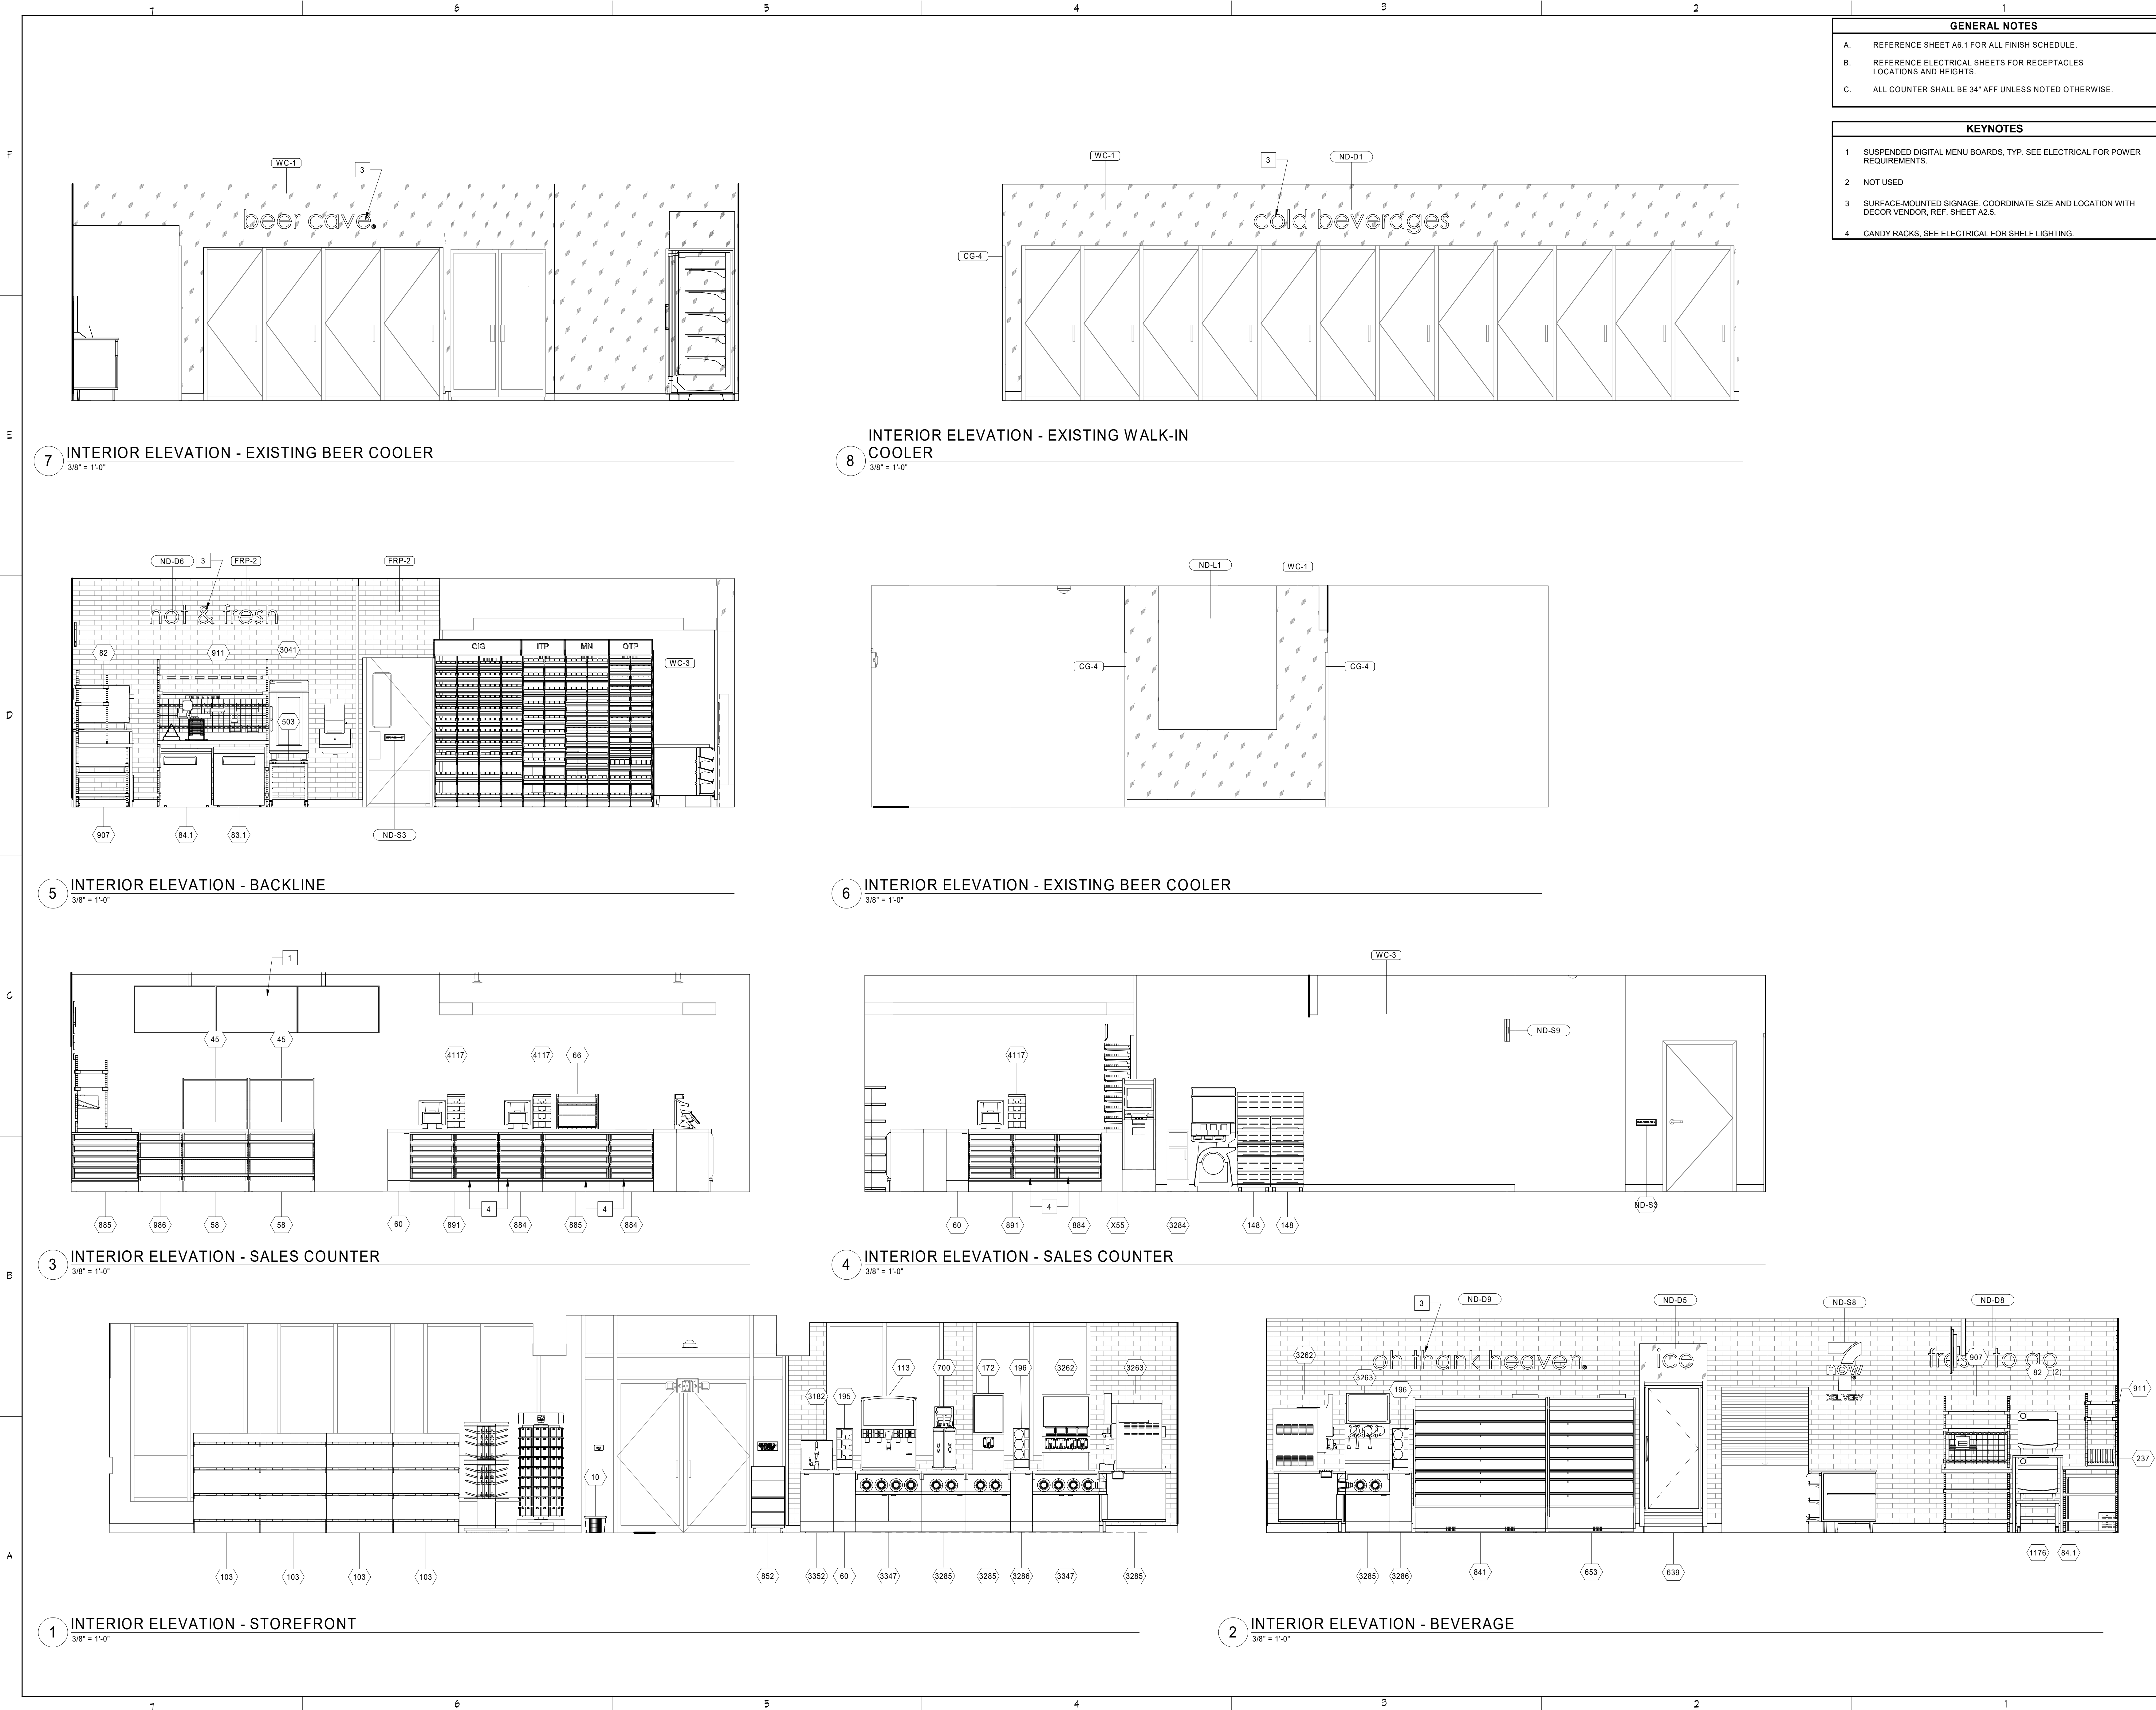 7 6 5 4 3 2 1
GENERAL NOTES
A. REFERENCE SHEET A6.1 FOR ALL FINISH SCHEDULE.
B. REFERENCE ELECTRICAL SHEETS FOR RECEPTACLES
LOCATIONS AND HEIGHTS.
C. ALL COUNTER SHALL BE 34" AFF UNLESS NOTED OTHERWISE.
KEYNOTES
1 SUSPENDED DIGITAL MENU BOARDS, TYP. SEE ELECTRICAL FOR POWER
REQUIREMENTS.
2 NOT USED
3 SURFACE-MOUNTED SIGNAGE. COORDINATE SIZE AND LOCATION WITH
DECOR VENDOR, REF. SHEET A2.5.
4 CANDY RACKS, SEE ELECTRICAL FOR SHELF LIGHTING.
F
E
D
C
B
A
WC-1
3
beer cave®
7 INTERIOR ELEVATION - EXISTING BEER COOLER
3/8" = 1'-0"
WC-1
3
ND-D1
cold beverages
CG-4
INTERIOR ELEVATION - EXISTING WALK-IN
8 COOLER
3/8" = 1'-0"
ND-D6
3
FRP-2
FRP-2
hot & fresh
82
911
3041
CIG ITP MN OTP
WC-3
503
907
84.1
83.1
ND-S3
5 INTERIOR ELEVATION - BACKLINE
3/8" = 1'-0"
ND-L1
WC-1
CG-4
CG-4
6 INTERIOR ELEVATION - EXISTING BEER COOLER
3/8" = 1'-0"
1
45 45
4117 4117 66
885 986 58 58 60 891 4 884 885 4 884
3 INTERIOR ELEVATION - SALES COUNTER
3/8" = 1'-0"
WC-3
ND-S9
4117
ND-S3
60 891 4 884 X55 3284 148 148
4 INTERIOR ELEVATION - SALES COUNTER
3/8" = 1'-0"
113 700 172 196 3262 3263
3182 195
10
103 103 103 103 852 3352 60 3347 3285 3285 3286 3347 3285
1 INTERIOR ELEVATION - STOREFRONT
3/8" = 1'-0"
3
ND-D9
ND-D5
ND-S8
ND-D8
3262
oh thank heaven®
ice
7
now
DELIVERY
fresh to go
907
3263
196
82 (2)
911
237
3285 3286 841 653 639 1176 84.1
2 INTERIOR ELEVATION - BEVERAGE
3/8" = 1'-0"
7 6 5 4 3 2 1